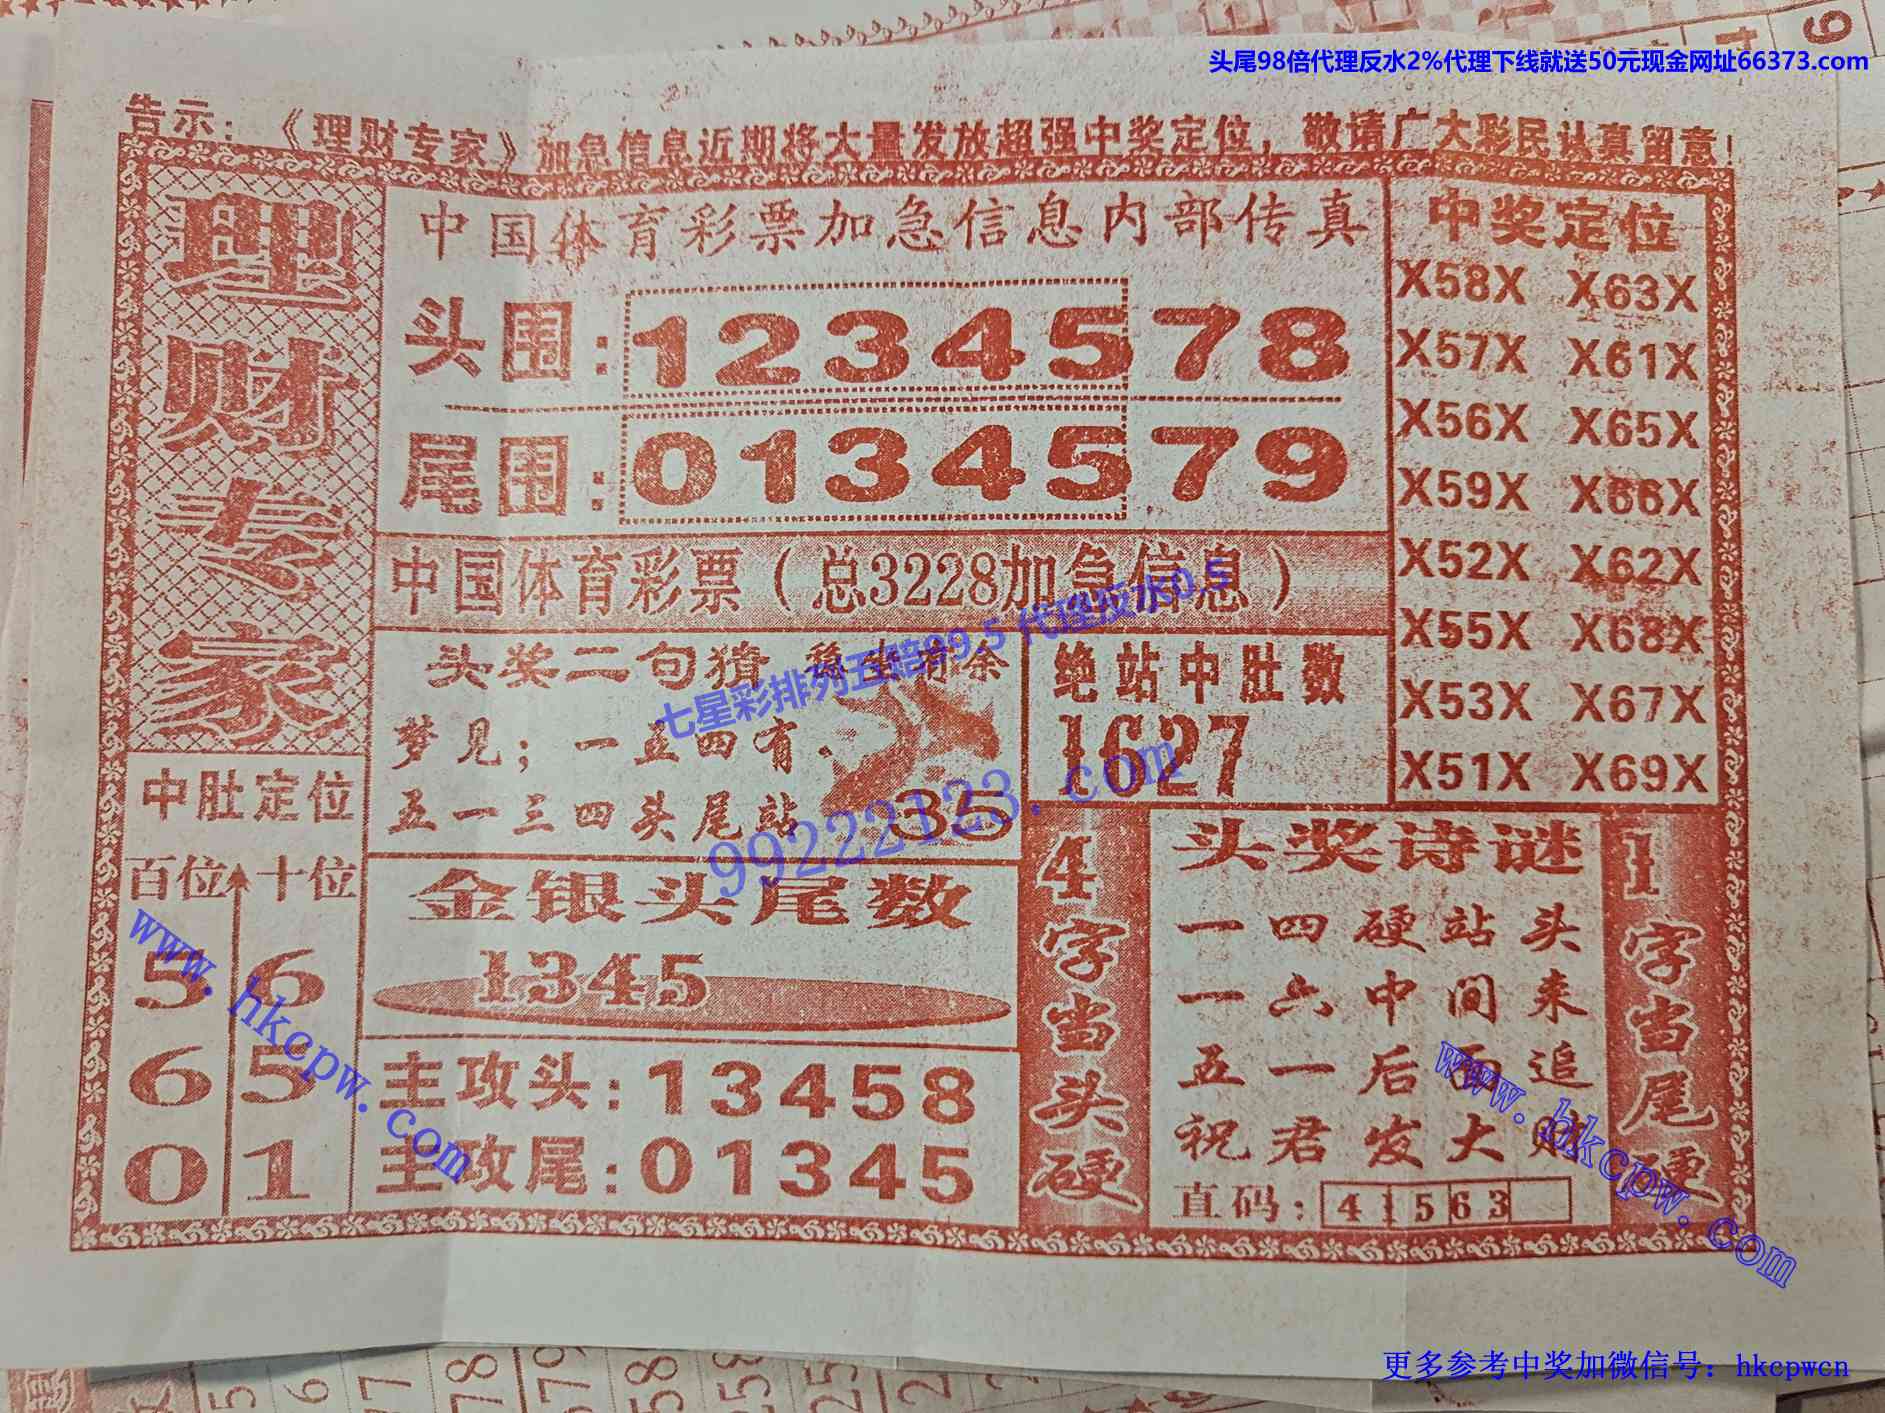 头尾98倍代理反水2%代理下线就送50元现金网址66373.com
告示：《理财专家》加急信息近期将大量发放超强中奖定位，敬请广大彩民认真留意！
理财专家
中国体育彩票加急信息内部传真
头围：1234578
尾围：0134579
中国体育彩票（总3228加急信息）
中奖定位
X58X X63X
X57X X61X
X56X X65X
X59X X66X
X52X X62X
X55X X68X
X53X X67X
X51X X69X
头奖二句猜
余
梦见；一五四有、
五一三四头尾站
35
绝站中肚数
1627
七星彩排列五赔99.5 代理反水0.5
99222123.com
中肚定位
百位 十位
5 6
6 5
0 1
金银头尾数
1345
主攻头：13458
主攻尾：01345
4字当头硬
头奖诗谜
一四硬站头
一六中间来
五一后面追
祝君发大财
直码：41563
1字当尾硬
www.hkcpw.com
www.hkcpw.com
更多参考中奖加微信号：hkcpwcn